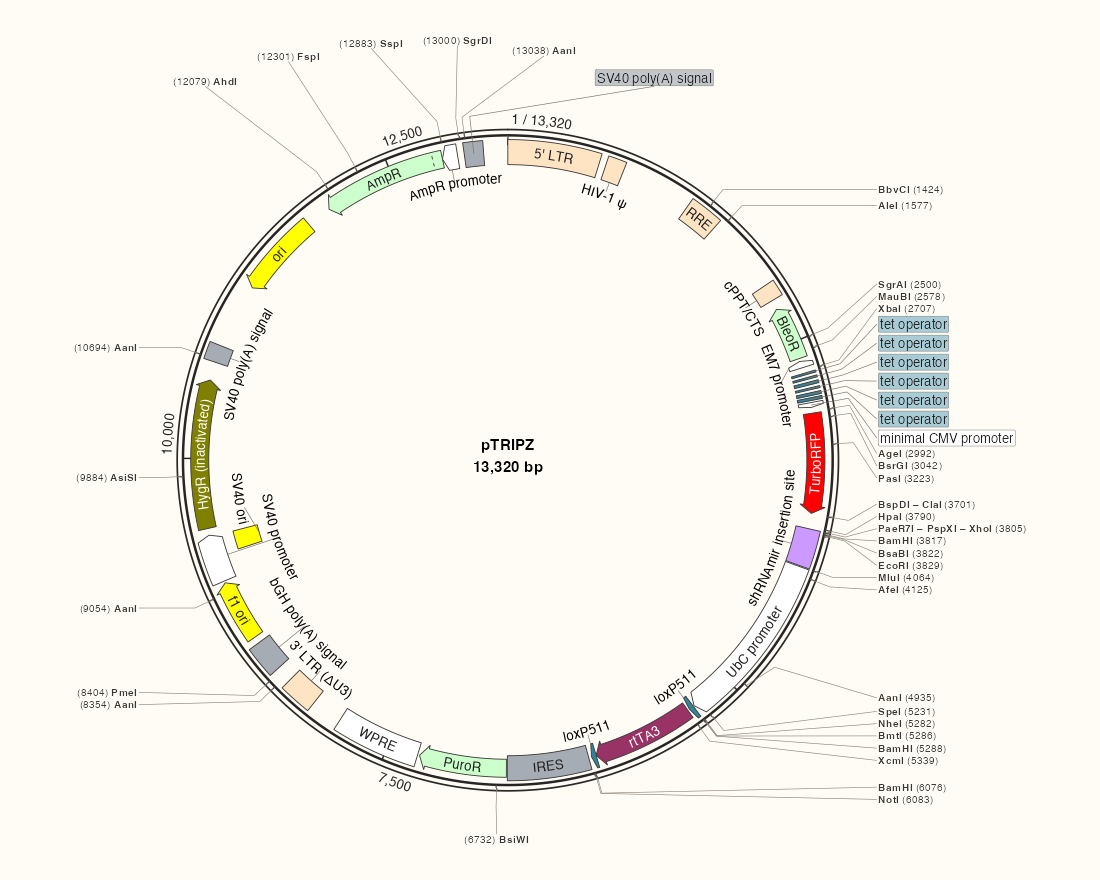 (12079) AhdI
(12301) FspI
(12883) SspI
(13000) SgrDI
(13038) AanI
SV40 poly(A) signal
12,500
1 / 13,320
AmpR
AmpR promoter
5' LTR
HIV-1 ψ
RRE
BbvCI (1424)
AleI (1577)
ori
cPPT/CTS
BleoR
EM7 promoter
SgrAI (2500)
MauBI (2578)
XbaI (2707)
tet operator
tet operator
tet operator
tet operator
tet operator
tet operator
minimal CMV promoter
AgeI (2992)
BsrGI (3042)
PasI (3223)
(10694) AanI
SV40 poly(A) signal
10,000
HygR (inactivated)
(9884) AsiSI
pTRIPZ
13,320 bp
TurboRFP
BspDI – ClaI (3701)
HpaI (3790)
PaeR7I – PspXI – XhoI (3805)
BamHI (3817)
BsaBI (3822)
EcoRI (3829)
MluI (4064)
AfeI (4125)
shRNAmir insertion site
SV40 ori
SV40 promoter
(9054) AanI
f1 ori
bGH poly(A) signal
3' LTR (ΔU3)
UbC promoter
(8404) PmeI
(8354) AanI
AanI (4935)
SpeI (5231)
NheI (5282)
BmtI (5286)
BamHI (5288)
XcmI (5339)
loxP511
rtTA3
loxP511
WPRE
PuroR
IRES
7,500
BamHI (6076)
NotI (6083)
(6732) BsiWI